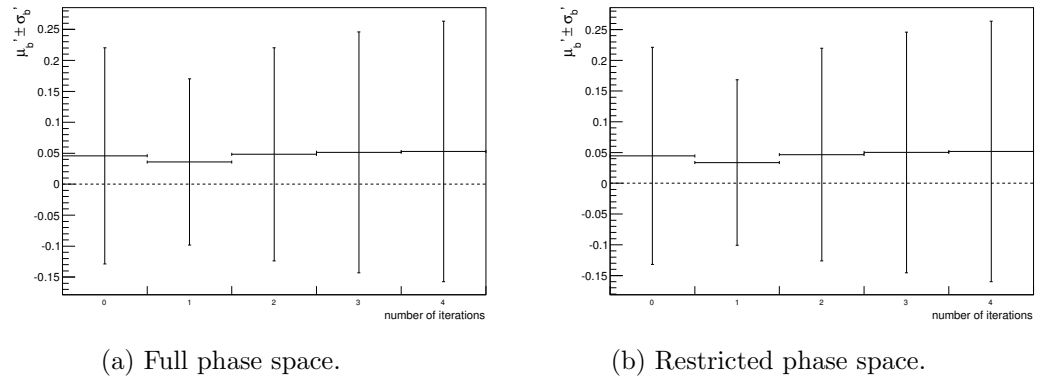 μ_b' ± σ_b'
0.25
0.2
0.15
0.1
0.05
0
-0.05
-0.1
-0.15
0 1 2 3 4
number of iterations
(a) Full phase space.
μ_b' ± σ_b'
0.25
0.2
0.15
0.1
0.05
0
-0.05
-0.1
-0.15
0 1 2 3 4
number of iterations
(b) Restricted phase space.